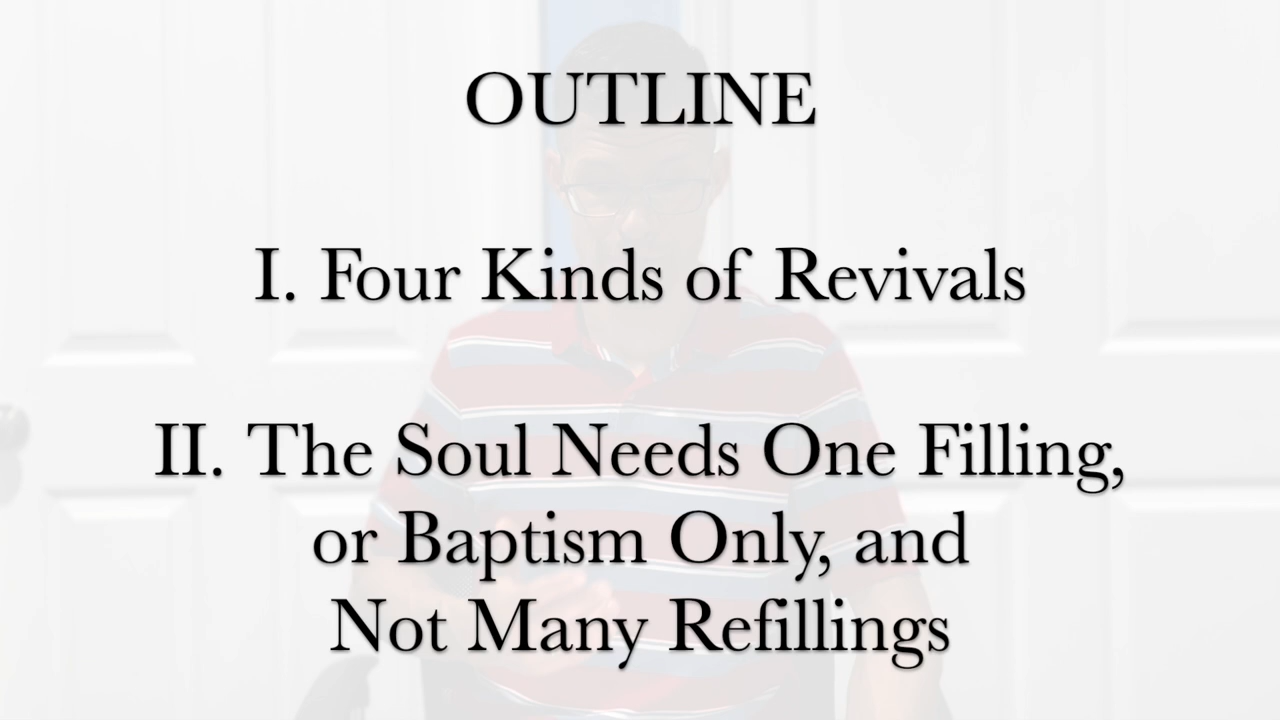 OUTLINE
I. Four Kinds of Revivals
II. The Soul Needs One Filling,
or Baptism Only, and
Not Many Refillings